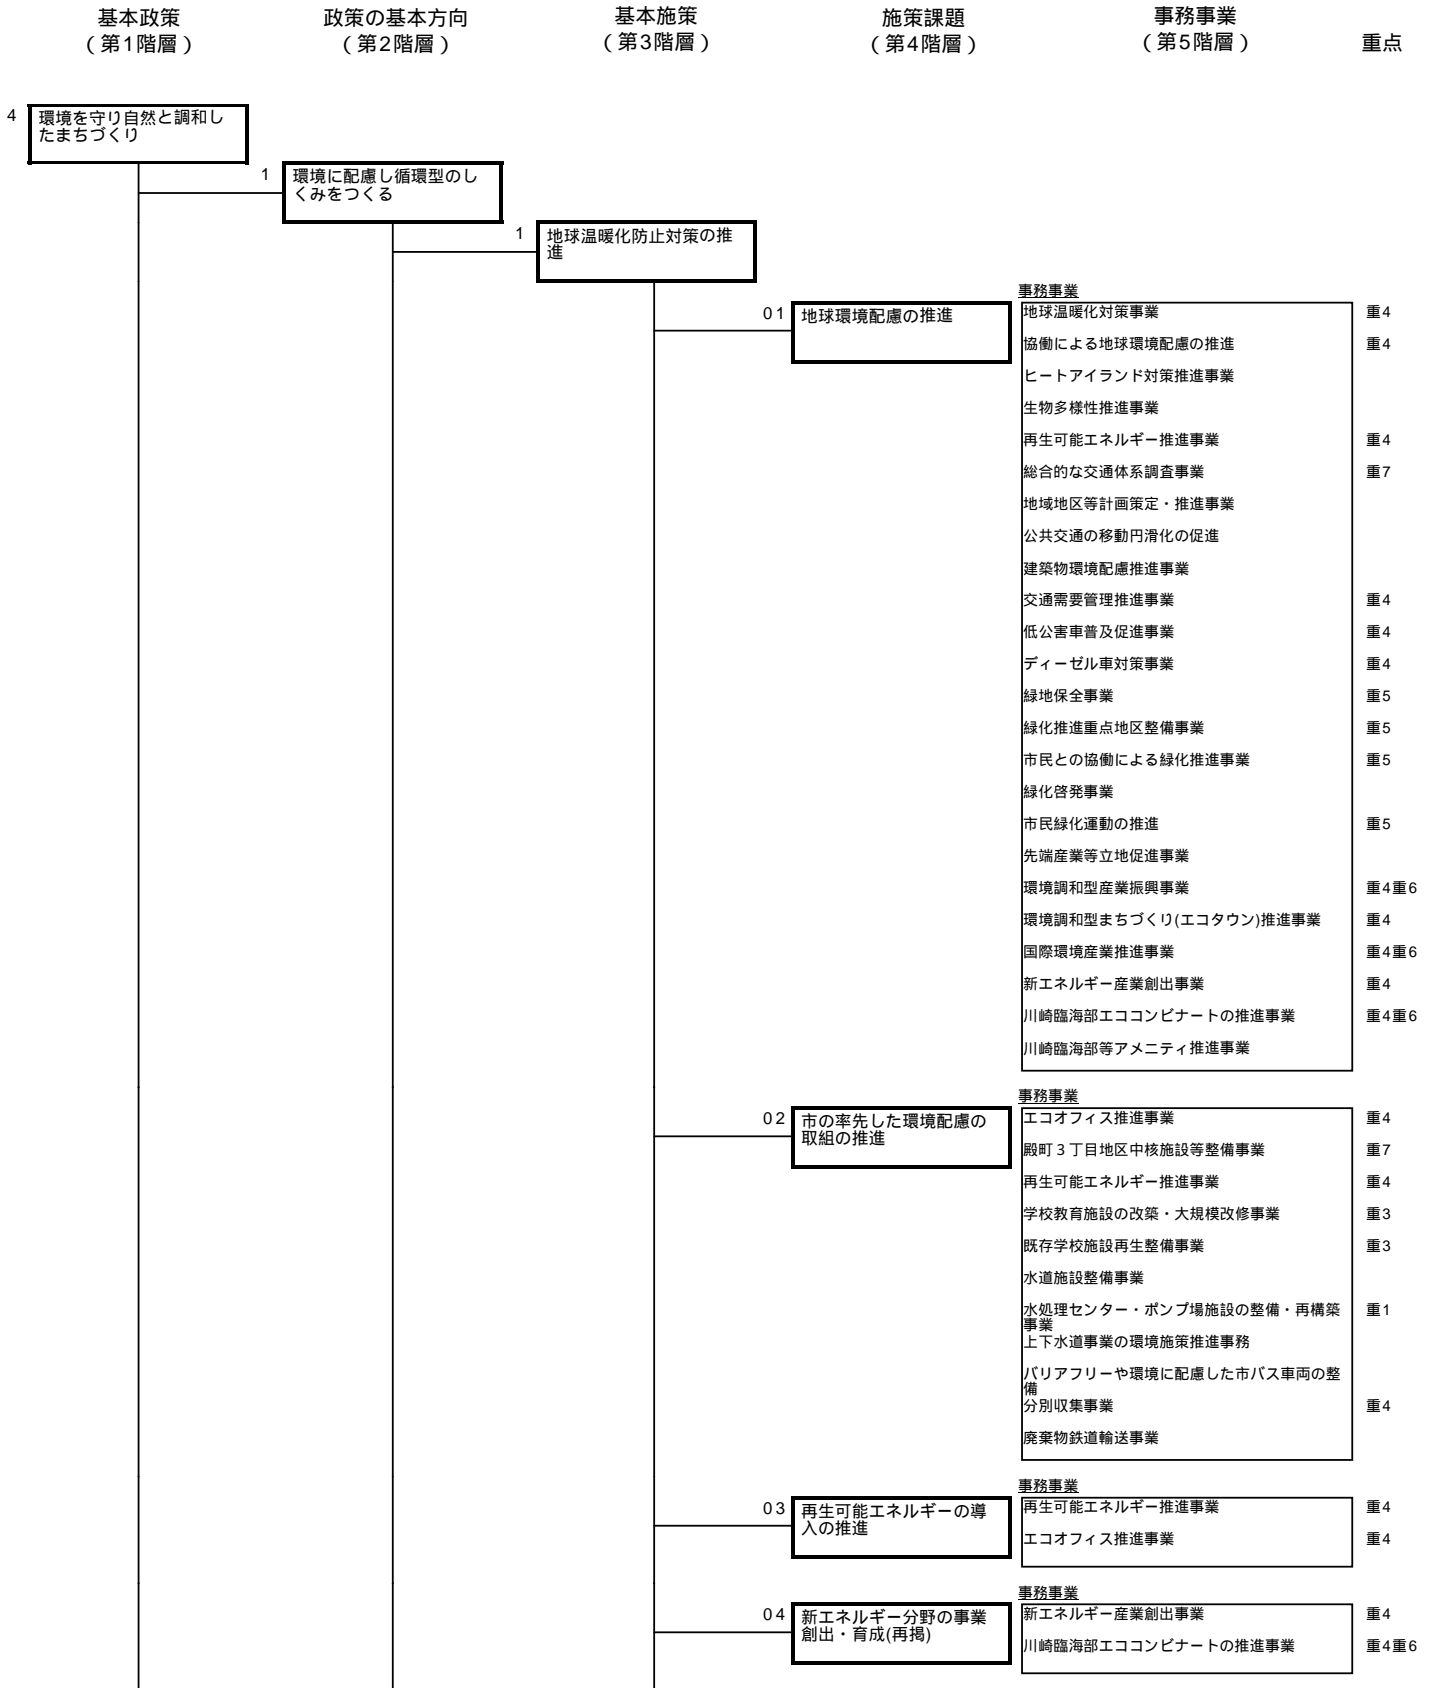 基本政策
（第1階層）
政策の基本方向
（第2階層）
基本施策
（第3階層）
施策課題
（第4階層）
事務事業
（第5階層）
重点
4
環境を守り自然と調和し
たまちづくり
1
環境に配慮し循環型のし
くみをつくる
1
地球温暖化防止対策の推
進
01
地球環境配慮の推進
事務事業
地球温暖化対策事業 重4
協働による地球環境配慮の推進 重4
ヒートアイランド対策推進事業
生物多様性推進事業
再生可能エネルギー推進事業 重4
総合的な交通体系調査事業 重7
地域地区等計画策定・推進事業
公共交通の移動円滑化の促進
建築物環境配慮推進事業
交通需要管理推進事業 重4
低公害車普及促進事業 重4
ディーゼル車対策事業 重4
緑地保全事業 重5
緑化推進重点地区整備事業 重5
市民との協働による緑化推進事業 重5
緑化啓発事業
市民緑化運動の推進 重5
先端産業等立地促進事業
環境調和型産業振興事業 重4重6
環境調和型まちづくり(エコタウン)推進事業 重4
国際環境産業推進事業 重4重6
新エネルギー産業創出事業 重4
川崎臨海部エココンビナートの推進事業 重4重6
川崎臨海部等アメニティ推進事業
02
市の率先した環境配慮の
取組の推進
事務事業
エコオフィス推進事業 重4
殿町３丁目地区中核施設等整備事業 重7
再生可能エネルギー推進事業 重4
学校教育施設の改築・大規模改修事業 重3
既存学校施設再生整備事業 重3
水道施設整備事業
水処理センター・ポンプ場施設の整備・再構築 重1
事業
上下水道事業の環境施策推進事務
バリアフリーや環境に配慮した市バス車両の整
備
分別収集事業 重4
廃棄物鉄道輸送事業
03
再生可能エネルギーの導
入の推進
事務事業
再生可能エネルギー推進事業 重4
エコオフィス推進事業 重4
04
新エネルギー分野の事業
創出・育成(再掲)
事務事業
新エネルギー産業創出事業 重4
川崎臨海部エココンビナートの推進事業 重4重6